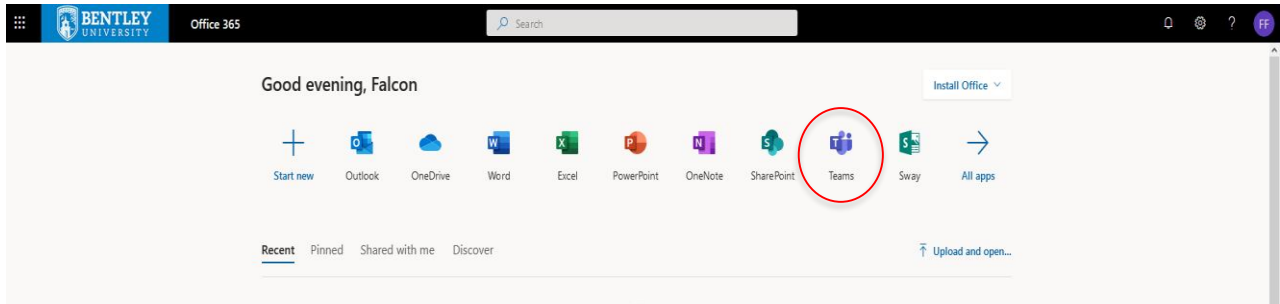 BENTLEY
UNIVERSITY
Office 365
Search
?
FF
Good evening, Falcon
Install Office
O
W
X
P
N
S
T
S
Start new
Outlook
OneDrive
Word
Excel
PowerPoint
OneNote
SharePoint
Teams
Sway
All apps
Recent
Pinned
Shared with me
Discover
Upload and open...